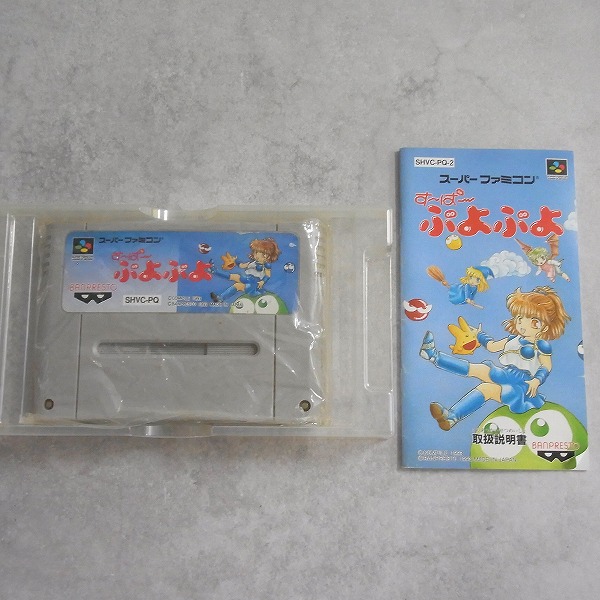 スーパーファミコン
す〜ぱ〜
ぷよぷよ
BANPRESTO
SHVC-PQ
SHVC-PQ-2
スーパーファミコン
す〜ぱ〜
ぷよぷよ
取扱説明書
BANPRESTO